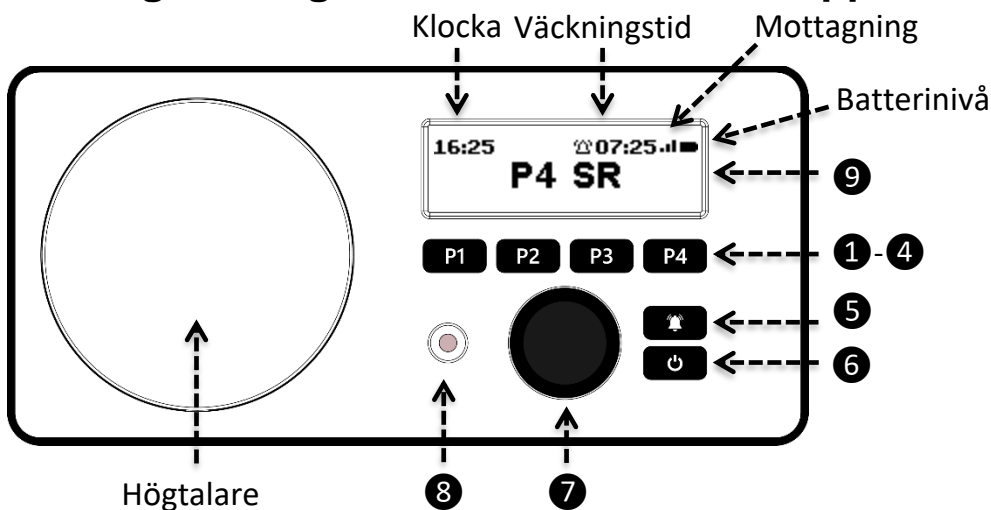 Klocka Väckningstid Mottagning
Batterinivå
16:25 07:25
P4 SR
9
P1 P2 P3 P4
1 - 4
5
6
Högtalare
8
7